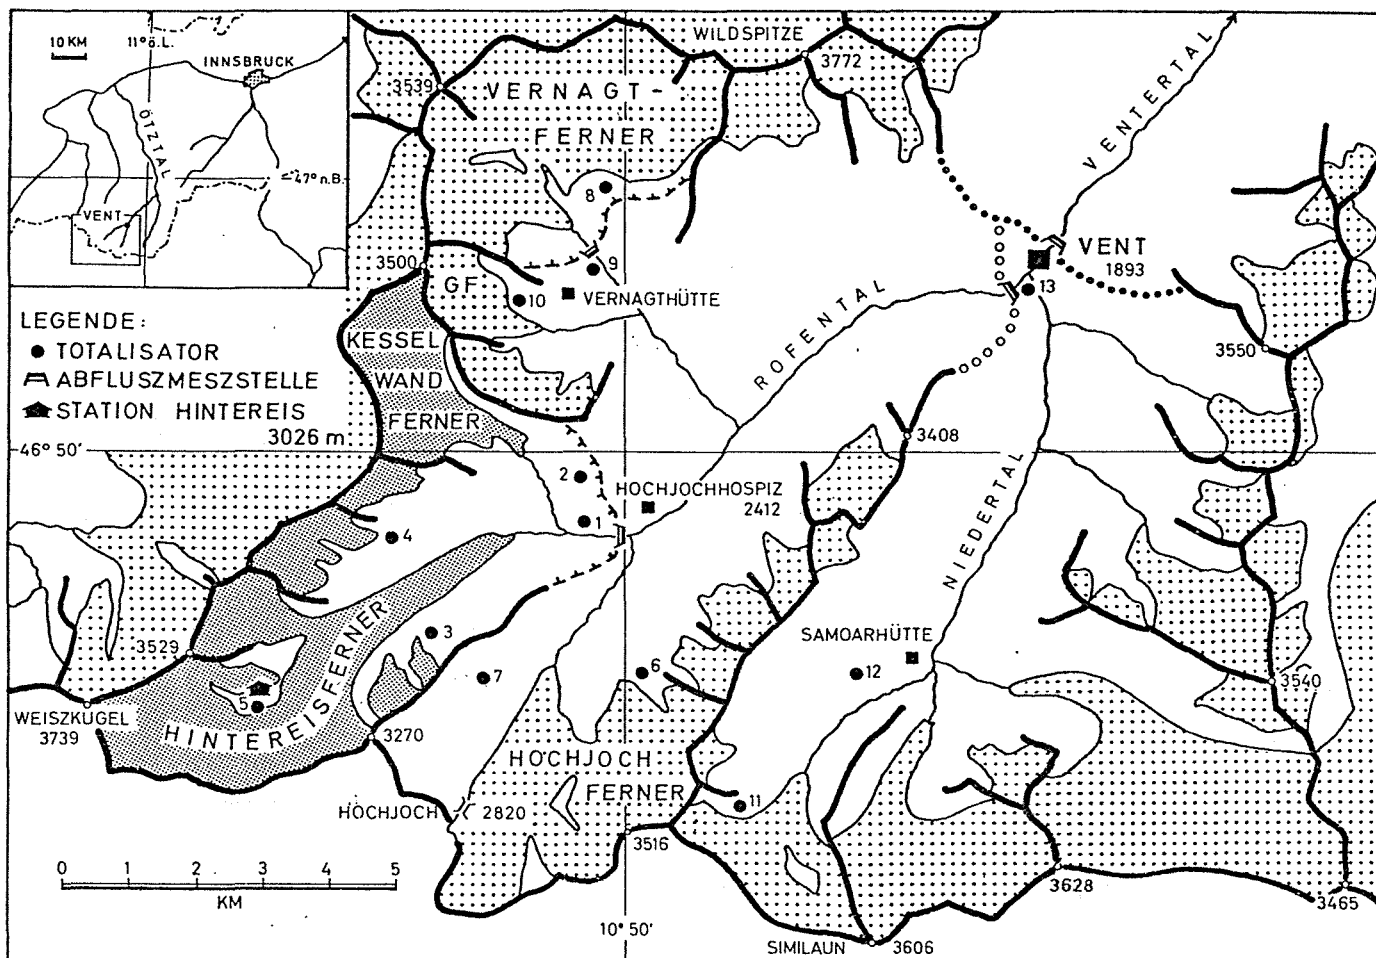 10 KM
11° ö.L.
INNSBRUCK
ÖTZTAL
47° n.B.
VENT
LEGENDE:
TOTALISATOR
ABFLUSZMESZSTELLE
STATION HINTEREIS
3026 m
46° 50'
WILDSPITZE
3772
3539
VERNAGT-
FERNER
8
VENTERTAL
VENT
1893
13
3500
GF
9
10
VERNAGTHÜTTE
KESSEL
WAND
FERNER
ROFENTAL
3550
3408
2
HOCHJOCHHOSPIZ
2412
1
4
NIEDERTAL
3
SAMOARHÜTTE
3529
7
6
12
3540
5
HINTEREISFERNER
WEISZKUGEL
3739
3270
HOCHJOCH
FERNER
HOCHJOCH
2820
11
3516
0 1 2 3 4 5
KM
3628
3465
10° 50'
SIMILAUN
3606